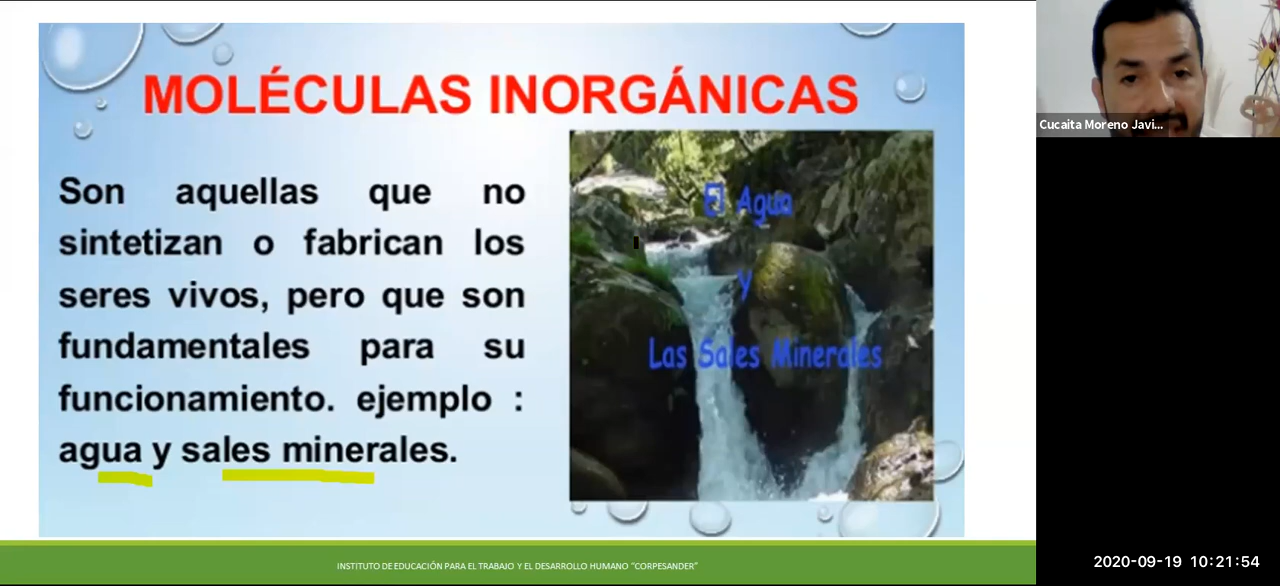 MOLÉCULAS INORGÁNICAS
Son aquellas que no
sintetizan o fabrican los
seres vivos, pero que son
fundamentales para su
funcionamiento. ejemplo :
agua y sales minerales.
El Agua
y
Las Sales Minerales
INSTITUTO DE EDUCACIÓN PARA EL TRABAJO Y EL DESARROLLO HUMANO “CORPESANDER”
Cucaita Moreno Javi...
2020-09-19 10:21:54